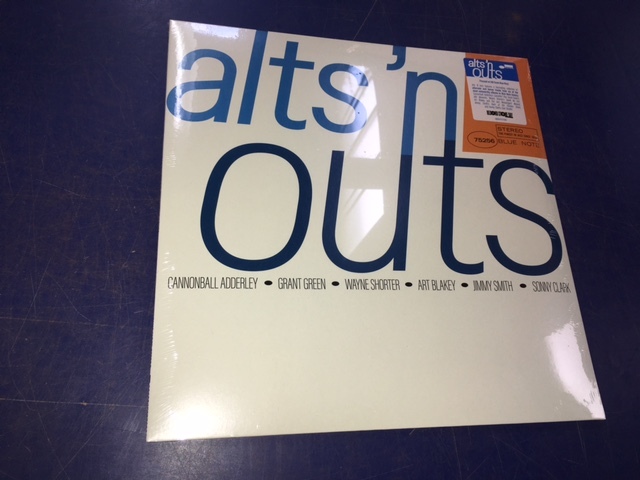 alts'n
outs
CANNONBALL ADDERLEY • GRANT GREEN • WAYNE SHORTER • ART BLAKEY • JIMMY SMITH • SONNY CLARK
alts'n
outs
STEREO
75206 BLUE NOTE